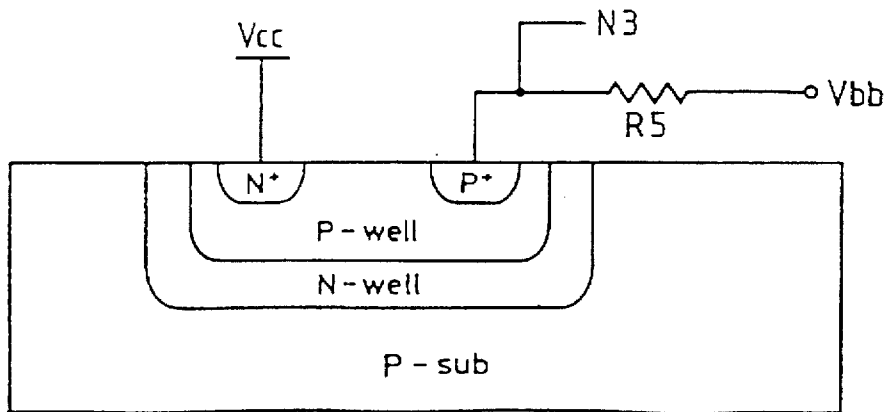 N3
Vcc
Vbb
R5
N+ P+
P-well
N-well
P-sub